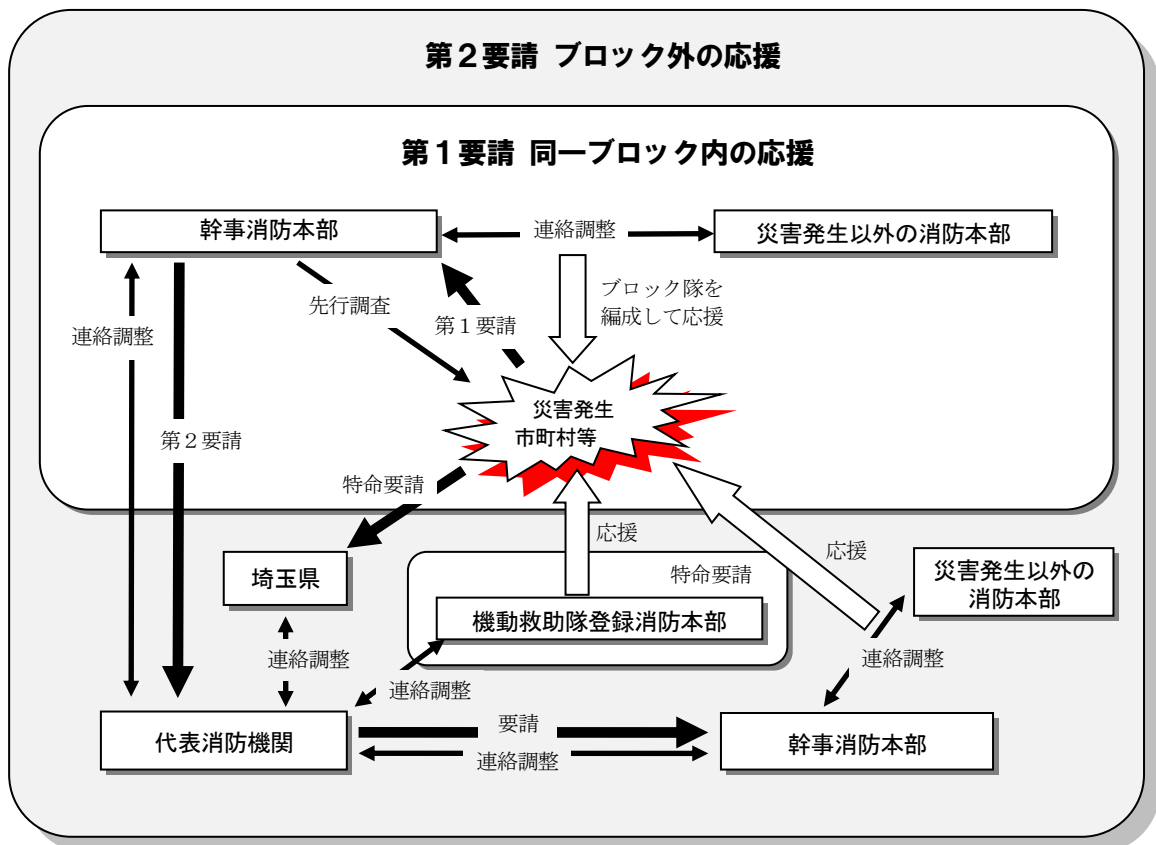 第２要請 ブロック外の応援
第１要請 同一ブロック内の応援
幹事消防本部
連絡調整
災害発生以外の消防本部
先行調査
第１要請
ブロック隊を
編成して応援
連絡調整
災害発生
市町村等
第２要請
特命要請
応援
応援
埼玉県
特命要請
機動救助隊登録消防本部
災害発生以外の
消防本部
連絡調整
連絡調整
連絡調整
代表消防機関
要請
連絡調整
幹事消防本部